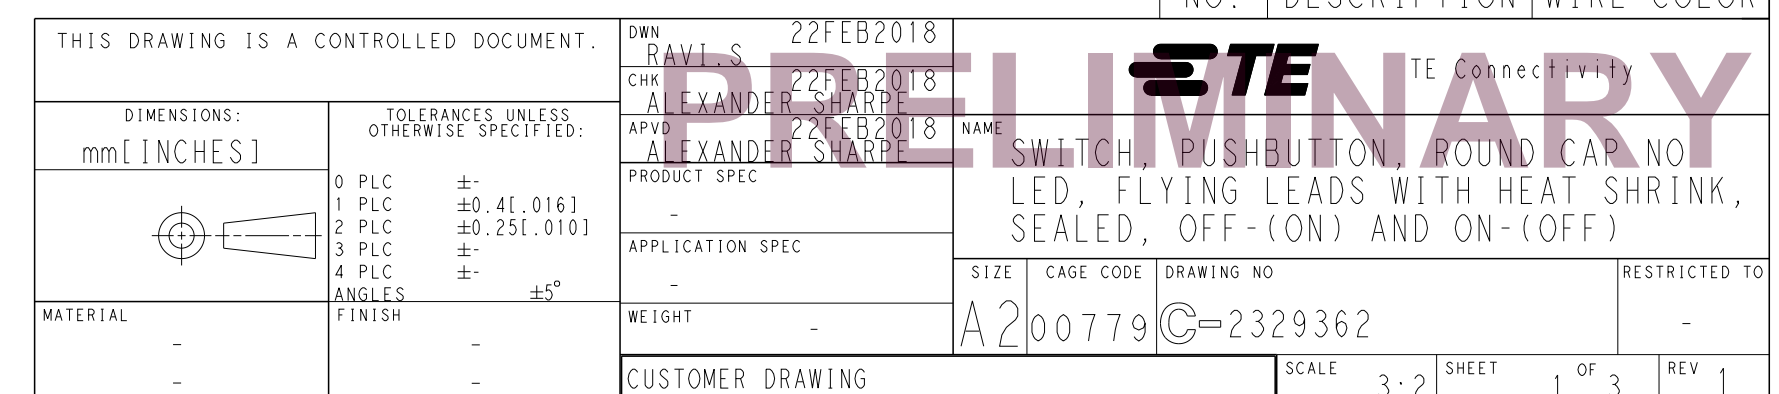 NO. DESCRIPTION WIRE COLOR
THIS DRAWING IS A CONTROLLED DOCUMENT.
DIMENSIONS:
mm[INCHES]
TOLERANCES UNLESS
OTHERWISE SPECIFIED:
0 PLC ±-
1 PLC ±0.4[.016]
2 PLC ±0.25[.010]
3 PLC ±-
4 PLC ±-
ANGLES ±5°
MATERIAL
-
-
FINISH
-
-
DWN 22FEB2018
RAVI.S
CHK 22FEB2018
ALEXANDER SHARPE
APVD 22FEB2018
ALEXANDER SHARPE
PRODUCT SPEC
-
APPLICATION SPEC
-
WEIGHT -
CUSTOMER DRAWING
PRELIMINARY
TE TE Connectivity
NAME
SWITCH, PUSHBUTTON, ROUND CAP NO
LED, FLYING LEADS WITH HEAT SHRINK,
SEALED, OFF-(ON) AND ON-(OFF)
SIZE
A2
CAGE CODE
00779
DRAWING NO
C-2329362
RESTRICTED TO
-
SCALE 3:2
SHEET 1 OF 3
REV 1